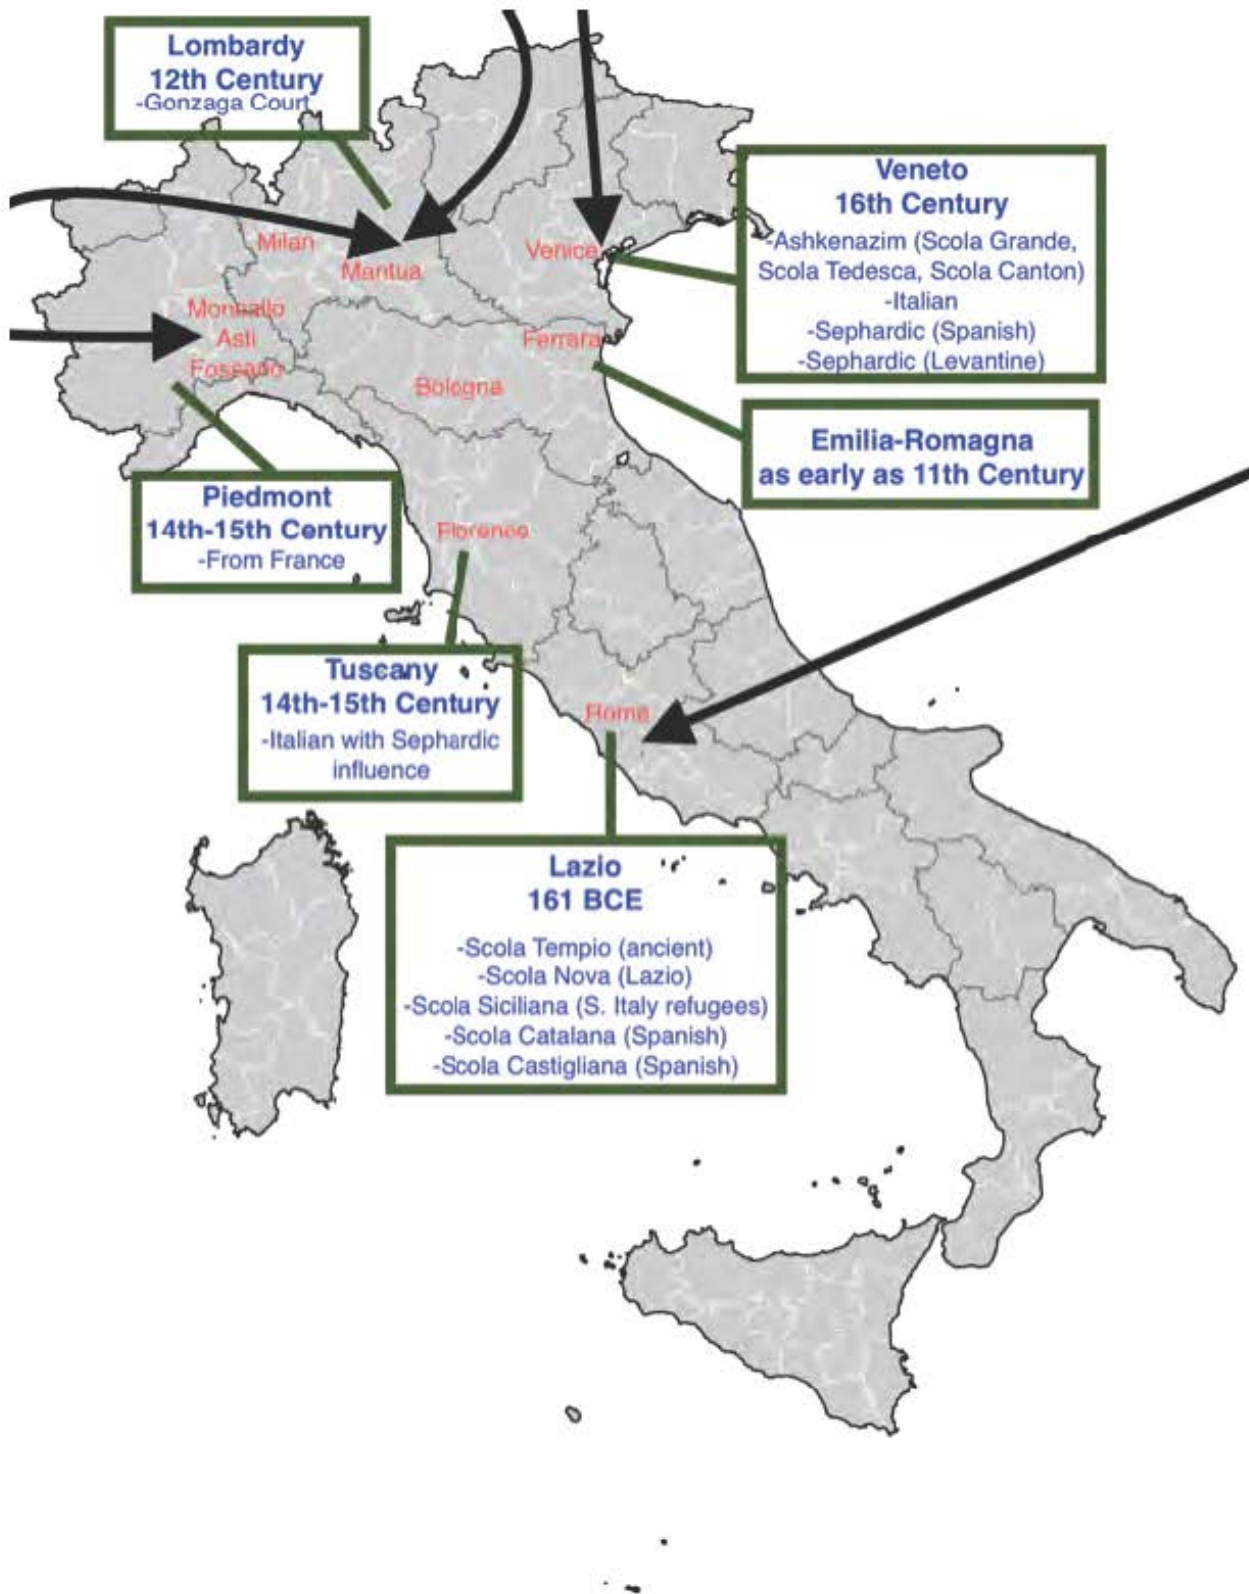 Lombardy
12th Century
-Gonzaga Court
Veneto
16th Century
-Ashkenazim (Scola Grande,
Scola Tedesca, Scola Canton)
-Italian
-Sephardic (Spanish)
-Sephardic (Levantine)
Milan
Mantua
Venice
Asti
Ferrara
Bologna
Emilia-Romagna
as early as 11th Century
Piedmont
14th-15th Century
-From France
Florence
Tuscany
14th-15th Century
-Italian with Sephardic
influence
Rome
Lazio
161 BCE
-Scola Tempio (ancient)
-Scola Nova (Lazio)
-Scola Siciliana (S. Italy refugees)
-Scola Catalana (Spanish)
-Scola Castigliana (Spanish)